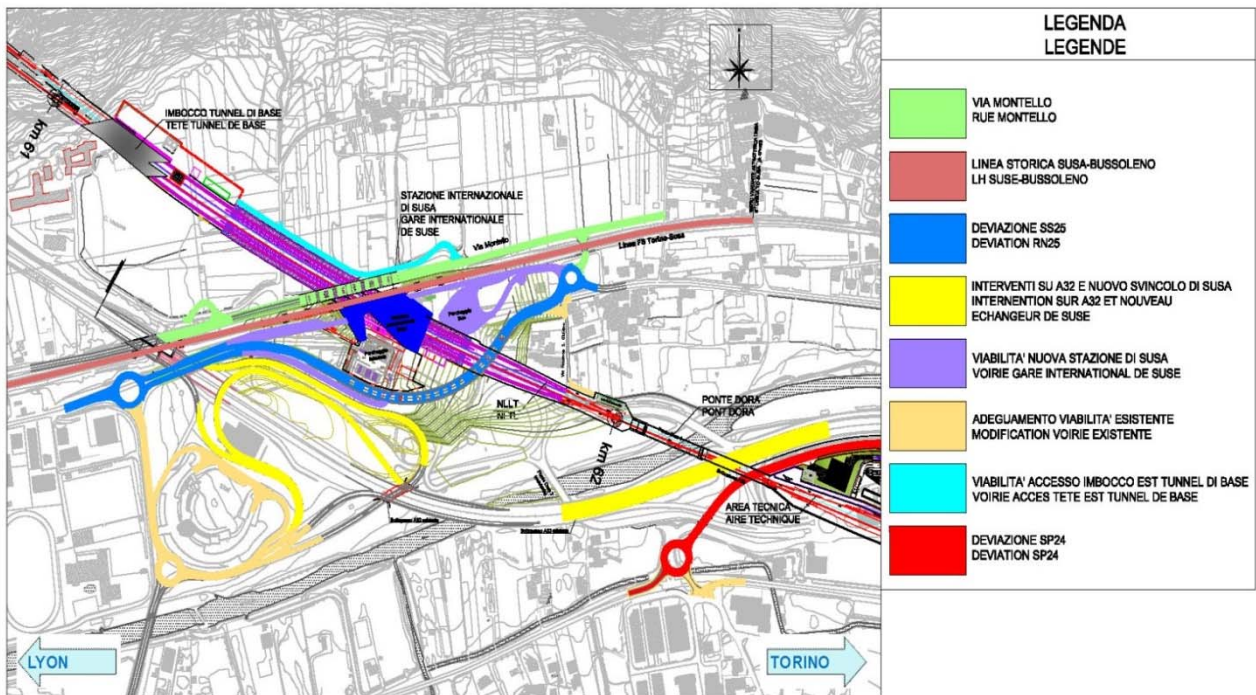 IMBOCCO TUNNEL DI BASE
TETE TUNNEL DE BASE
km 61
STAZIONE INTERNAZIONALE
DI SUSA
GARE INTERNATIONALE
DE SUSE
Via Montello
Linea FS Torino-Susa
NLLT
km 62
PONTE DORA
PONT DORA
AREA TECNICA
AIRE TECHNIQUE
LYON
TORINO
LEGENDA
LEGENDE
VIA MONTELLO
RUE MONTELLO
LINEA STORICA SUSA-BUSSOLENO
LH SUSE-BUSSOLENO
DEVIAZIONE SS25
DEVIATION RN25
INTERVENTI SU A32 E NUOVO SVINCOLO DI SUSA
INTERNENTION SUR A32 ET NOUVEAU
ECHANGEUR DE SUSE
VIABILITA' NUOVA STAZIONE DI SUSA
VOIRIE GARE INTERNATIONAL DE SUSE
ADEGUAMENTO VIABILITA' ESISTENTE
MODIFICATION VOIRIE EXISTENTE
VIABILITA' ACCESSO IMBOCCO EST TUNNEL DI BASE
VOIRIE ACCES TETE EST TUNNEL DE BASE
DEVIAZIONE SP24
DEVIATION SP24